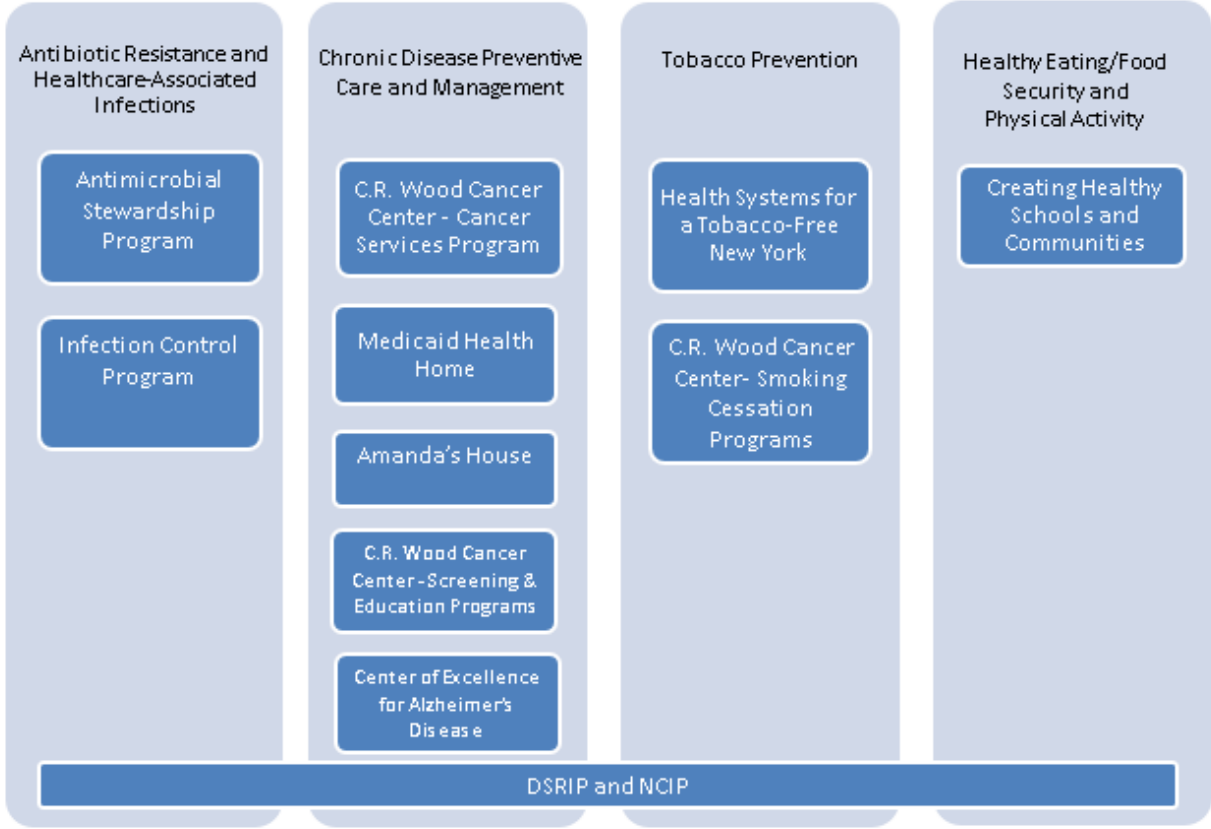 Antibiotic Resistance and
Healthcare-Associated
Infections
Antimicrobial
Stewardship
Program
Infection Control
Program
Chronic Disease Preventive
Care and Management
C.R. Wood Cancer
Center - Cancer
Services Program
Medicaid Health
Home
Amanda's House
C.R. Wood Cancer
Center -Screening &
Education Programs
Center of Excellence
for Alzheimer's
Disease
Tobacco Prevention
Health Systems for
a Tobacco-Free
New York
C.R. Wood Cancer
Center- Smoking
Cessation
Programs
Healthy Eating/Food
Security and
Physical Activity
Creating Healthy
Schools and
Communities
DSRIP and NCIP